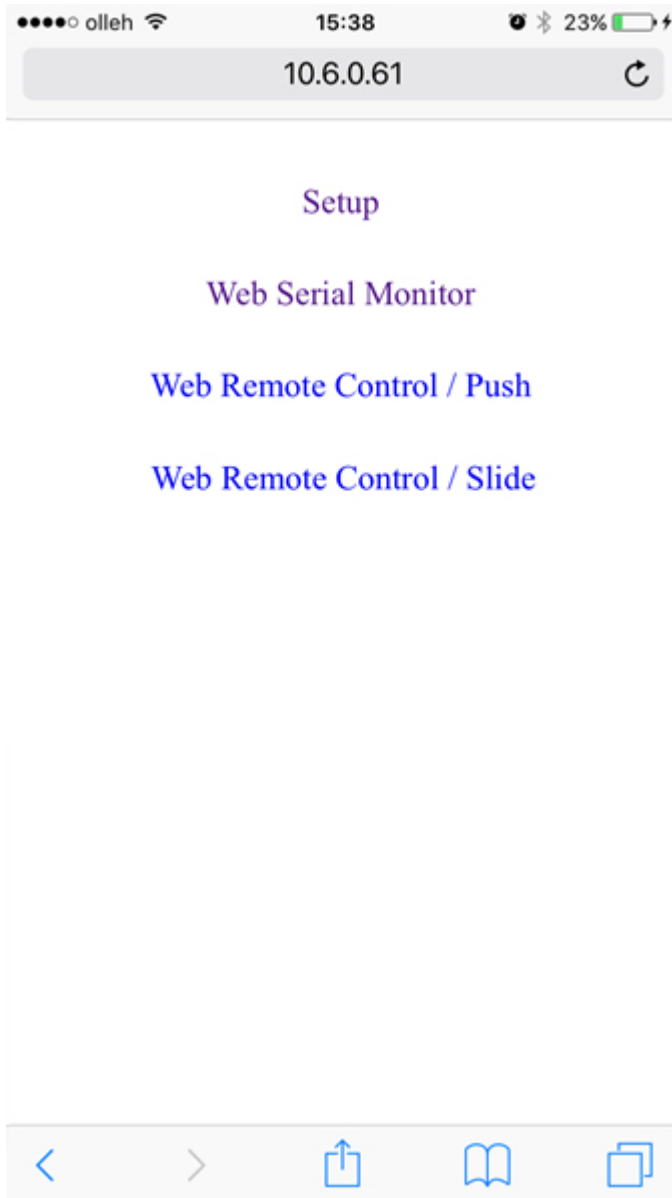 olleh 15:38 23%
10.6.0.61
Setup
Web Serial Monitor
Web Remote Control / Push
Web Remote Control / Slide